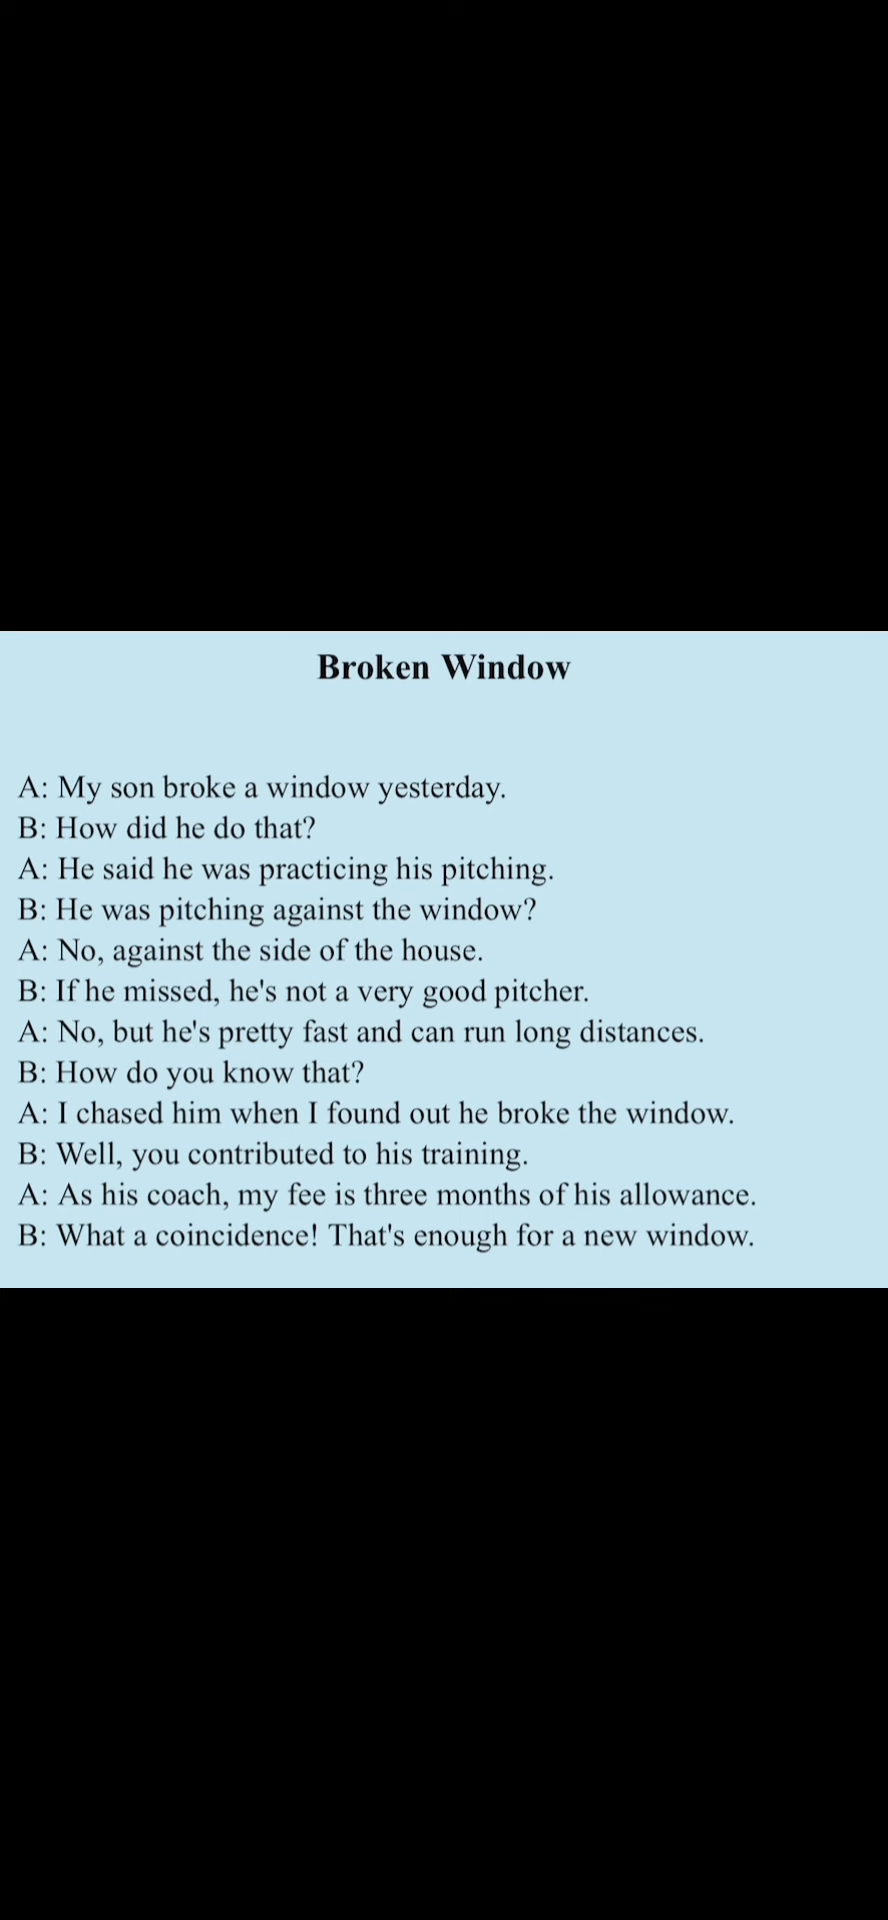 Broken Window
A: My son broke a window yesterday.
B: How did he do that?
A: He said he was practicing his pitching.
B: He was pitching against the window?
A: No, against the side of the house.
B: If he missed, he's not a very good pitcher.
A: No, but he's pretty fast and can run long distances.
B: How do you know that?
A: I chased him when I found out he broke the window.
B: Well, you contributed to his training.
A: As his coach, my fee is three months of his allowance.
B: What a coincidence! That's enough for a new window.